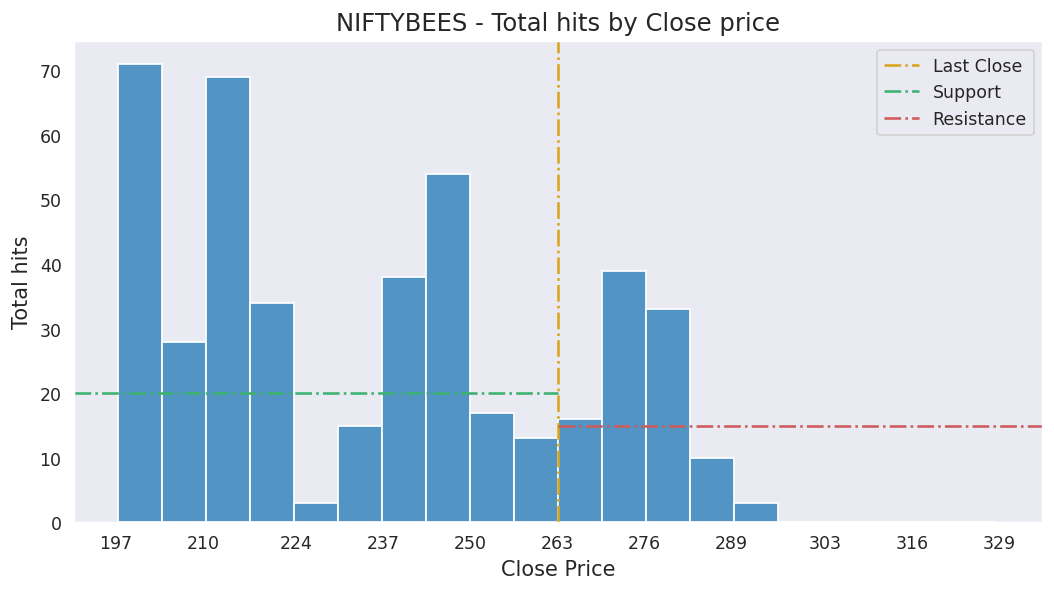 NIFTYBEES - Total hits by Close price
Last Close
Support
Resistance
Total hits
70
60
50
40
30
20
10
0
197 210 224 237 250 263 276 289 303 316 329
Close Price